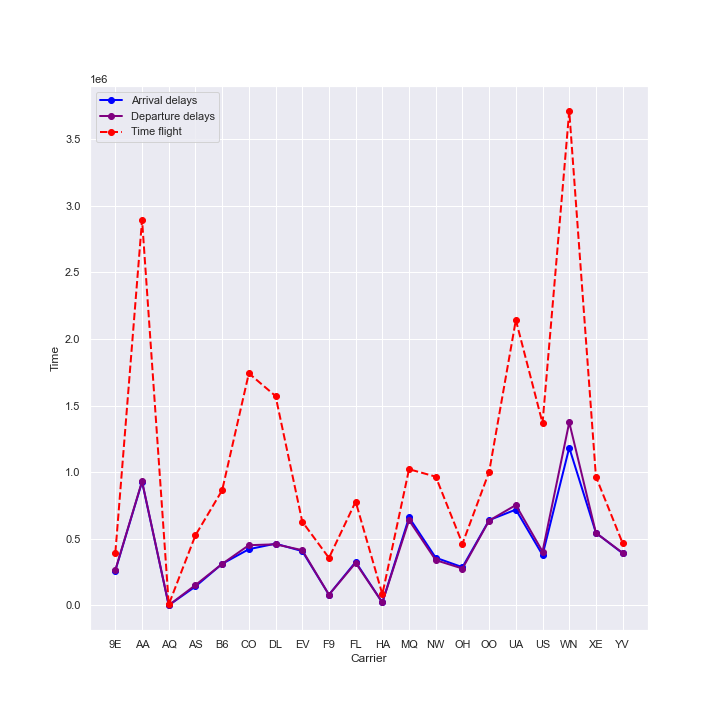 1e6
Arrival delays
Departure delays
Time flight
3.5
3.0
2.5
2.0
1.5
1.0
0.5
0.0
Time
9E AA AQ AS B6 CO DL EV F9 FL HA MQ NW OH OO UA US WN XE YV
Carrier